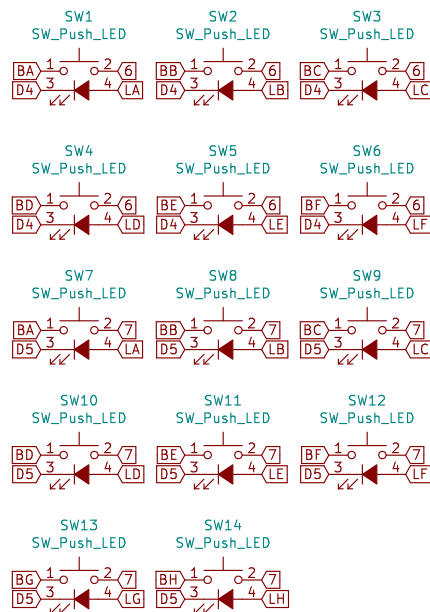 SW1 SW2 SW3
SW_Push_LED SW_Push_LED SW_Push_LED
BA 1 2 6 BB 1 2 6 BC 1 2 6
D4 3 4 LA D4 3 4 LB D4 3 4 LC
SW4 SW5 SW6
SW_Push_LED SW_Push_LED SW_Push_LED
BD 1 2 6 BE 1 2 6 BF 1 2 6
D4 3 4 LD D4 3 4 LE D4 3 4 LF
SW7 SW8 SW9
SW_Push_LED SW_Push_LED SW_Push_LED
BA 1 2 7 BB 1 2 7 BC 1 2 7
D5 3 4 LA D5 3 4 LB D5 3 4 LC
SW10 SW11 SW12
SW_Push_LED SW_Push_LED SW_Push_LED
BD 1 2 7 BE 1 2 7 BF 1 2 7
D5 3 4 LD D5 3 4 LE D5 3 4 LF
SW13 SW14
SW_Push_LED SW_Push_LED
BG 1 2 7 BH 1 2 7
D5 3 4 LG D5 3 4 LH